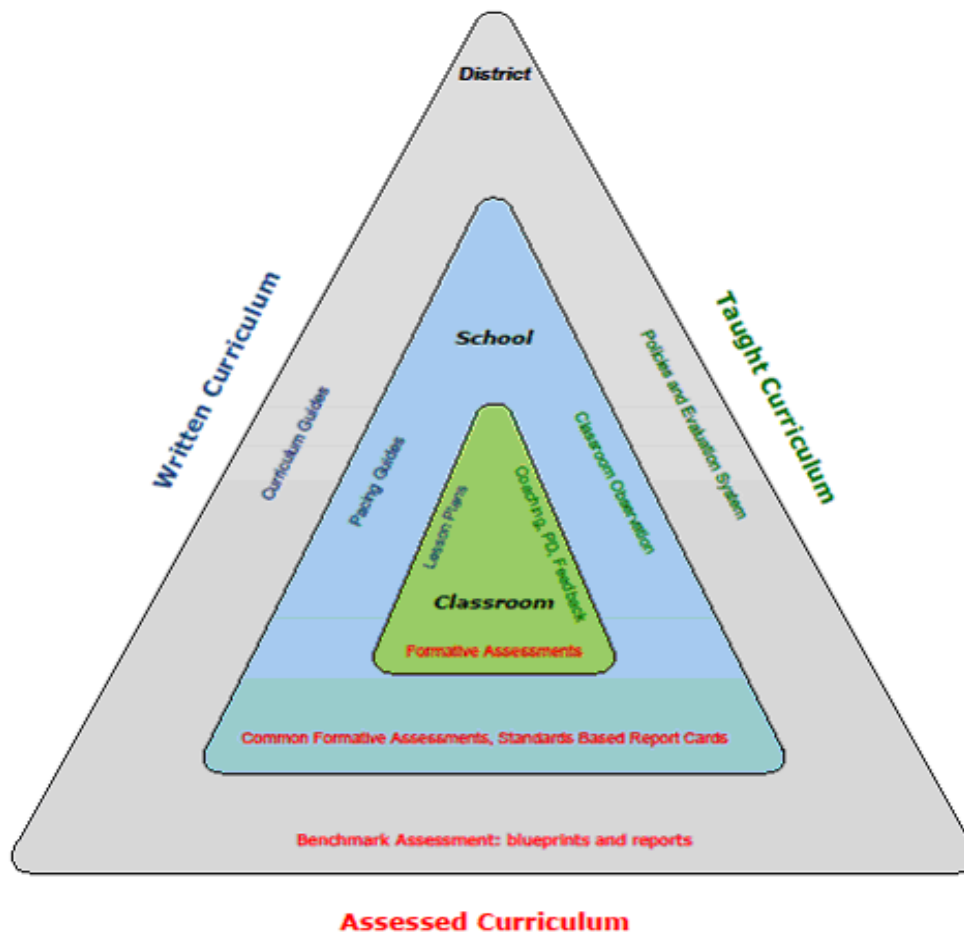 District
Written Curriculum
Taught Curriculum
School
Curriculum Guides
Policies and Evaluation System
Pacing Guides
Classroom Observation
Lesson Plans
Coaching, PD, Feedback
Classroom
Formative Assessments
Common Formative Assessments, Standards Based Report Cards
Benchmark Assessment: blueprints and reports
Assessed Curriculum